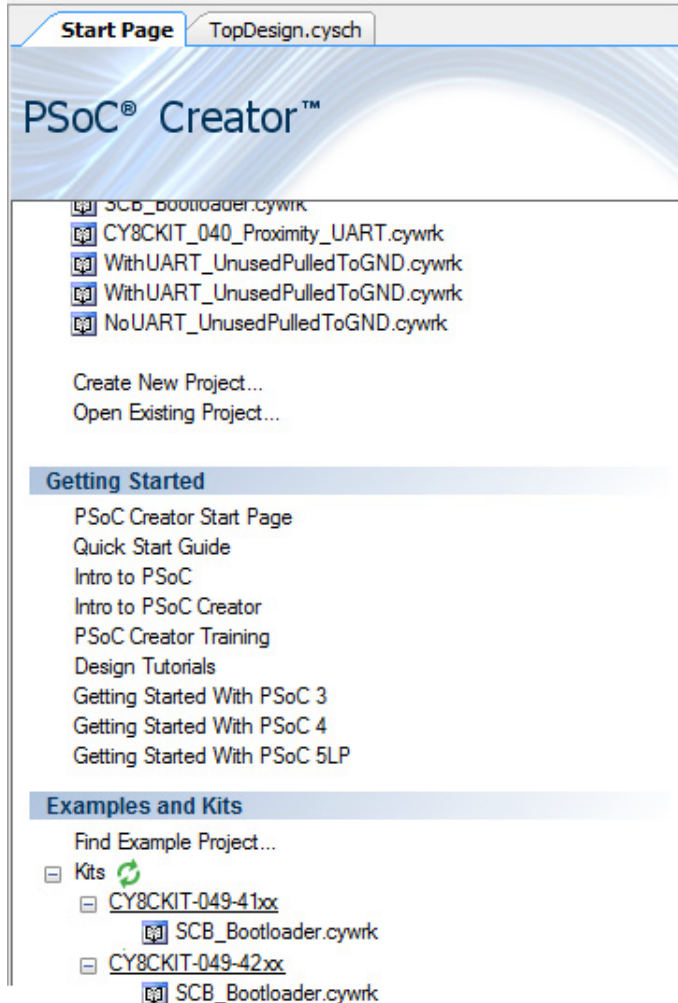 Start Page TopDesign.cysch
PSoC® Creator™
SCB_Bootloader.cywrk
CY8CKIT_040_Proximity_UART.cywrk
WithUART_UnusedPulledToGND.cywrk
WithUART_UnusedPulledToGND.cywrk
NoUART_UnusedPulledToGND.cywrk
Create New Project...
Open Existing Project...
Getting Started
PSoC Creator Start Page
Quick Start Guide
Intro to PSoC
Intro to PSoC Creator
PSoC Creator Training
Design Tutorials
Getting Started With PSoC 3
Getting Started With PSoC 4
Getting Started With PSoC 5LP
Examples and Kits
Find Example Project...
Kits
CY8CKIT-049-41xx
SCB_Bootloader.cywrk
CY8CKIT-049-42xx
SCB_Bootloader.cywrk